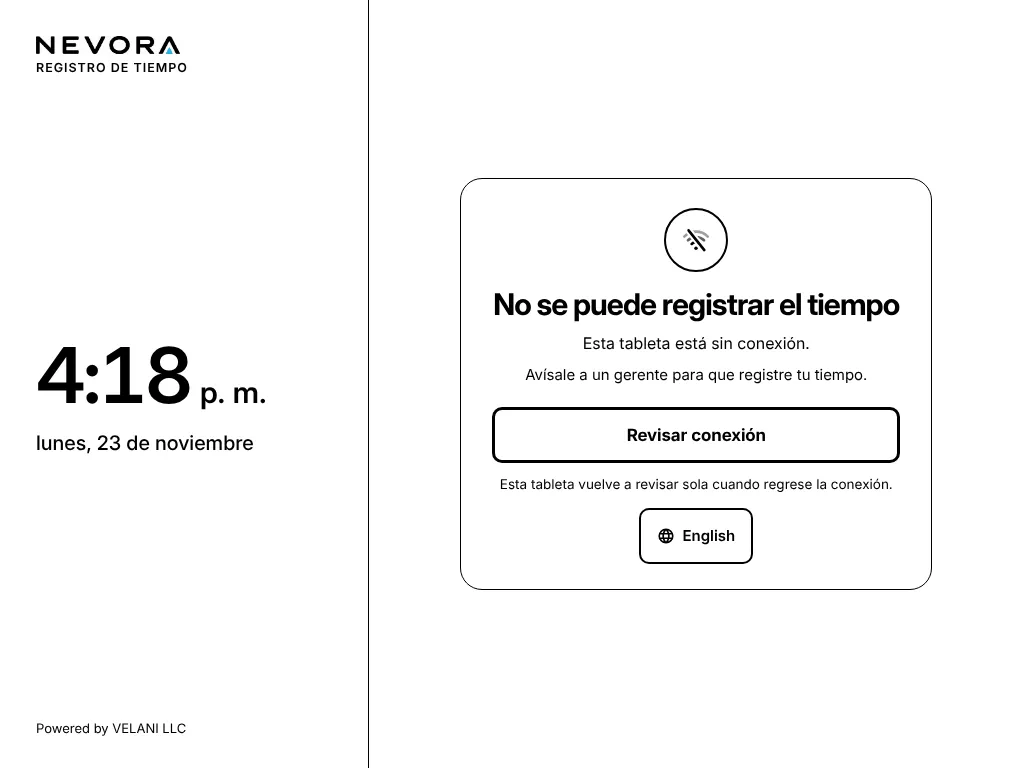 NEVORA
REGISTRO DE TIEMPO
4:18 p. m.
lunes, 23 de noviembre
Powered by VELANI LLC
No se puede registrar el tiempo
Esta tableta está sin conexión.
Avísale a un gerente para que registre tu tiempo.
Revisar conexión
Esta tableta vuelve a revisar sola cuando regrese la conexión.
English